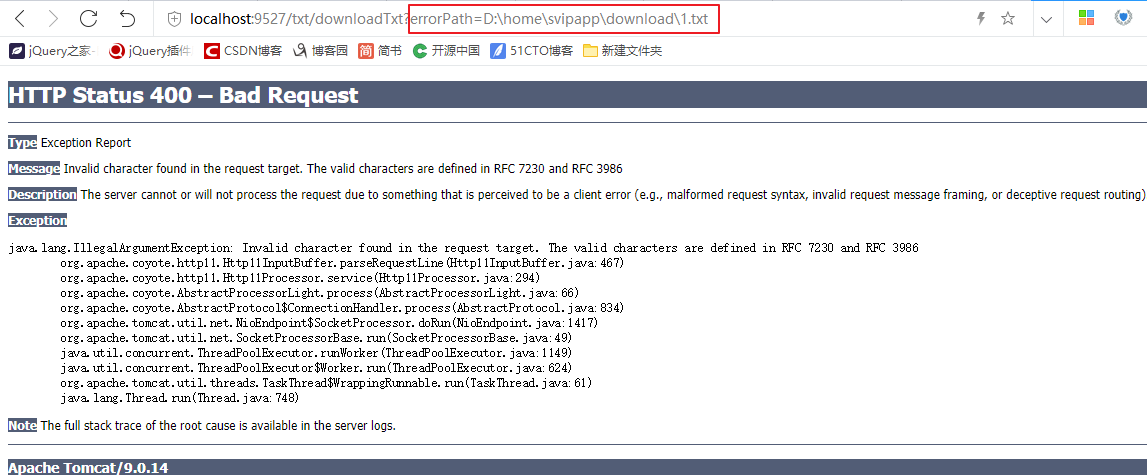 localhost:9527/txt/downloadTxt?errorPath=D:\home\svipapp\download\1.txt
jQuery之家- jQuery插件 CSDN博客 博客园 简 简书 开源中国 51CTO博客 新建文件夹
HTTP Status 400 – Bad Request
Type Exception Report
Message Invalid character found in the request target. The valid characters are defined in RFC 7230 and RFC 3986
Description The server cannot or will not process the request due to something that is perceived to be a client error (e.g., malformed request syntax, invalid request message framing, or deceptive request routing)
Exception
java.lang.IllegalArgumentException: Invalid character found in the request target. The valid characters are defined in RFC 7230 and RFC 3986
org.apache.coyote.http11.Http11InputBuffer.parseRequestLine(Http11InputBuffer.java:467)
org.apache.coyote.http11.Http11Processor.service(Http11Processor.java:294)
org.apache.coyote.AbstractProcessorLight.process(AbstractProcessorLight.java:66)
org.apache.coyote.AbstractProtocol$ConnectionHandler.process(AbstractProtocol.java:834)
org.apache.tomcat.util.net.NioEndpoint$SocketProcessor.doRun(NioEndpoint.java:1417)
org.apache.tomcat.util.net.SocketProcessorBase.run(SocketProcessorBase.java:49)
java.util.concurrent.ThreadPoolExecutor.runWorker(ThreadPoolExecutor.java:1149)
java.util.concurrent.ThreadPoolExecutor$Worker.run(ThreadPoolExecutor.java:624)
org.apache.tomcat.util.threads.TaskThread$WrappingRunnable.run(TaskThread.java:61)
java.lang.Thread.run(Thread.java:748)
Note The full stack trace of the root cause is available in the server logs.
Apache Tomcat/9.0.14